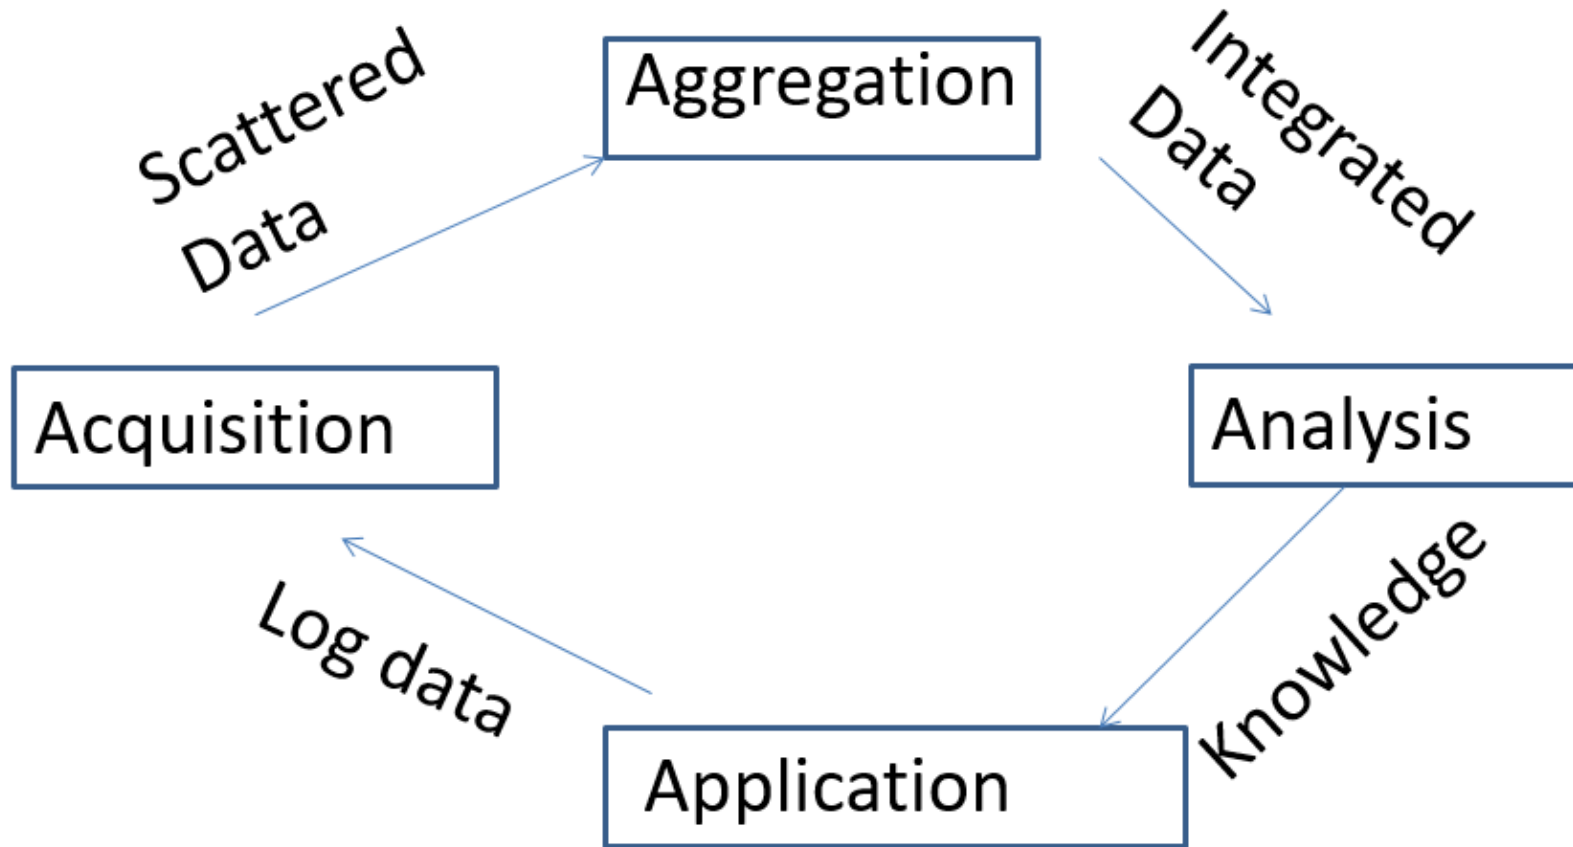 Scattered
Data
Aggregation
Integrated
Data
Acquisition
Analysis
Log data
Knowledge
Application